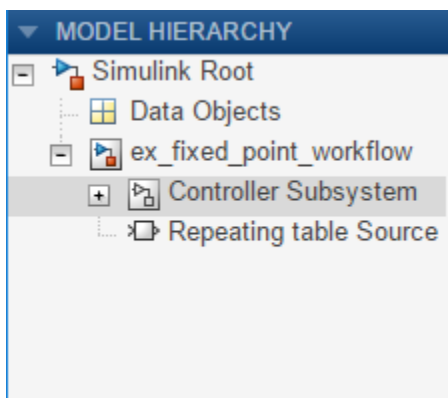 MODEL HIERARCHY
Simulink Root
Data Objects
ex_fixed_point_workflow
Controller Subsystem
Repeating table Source